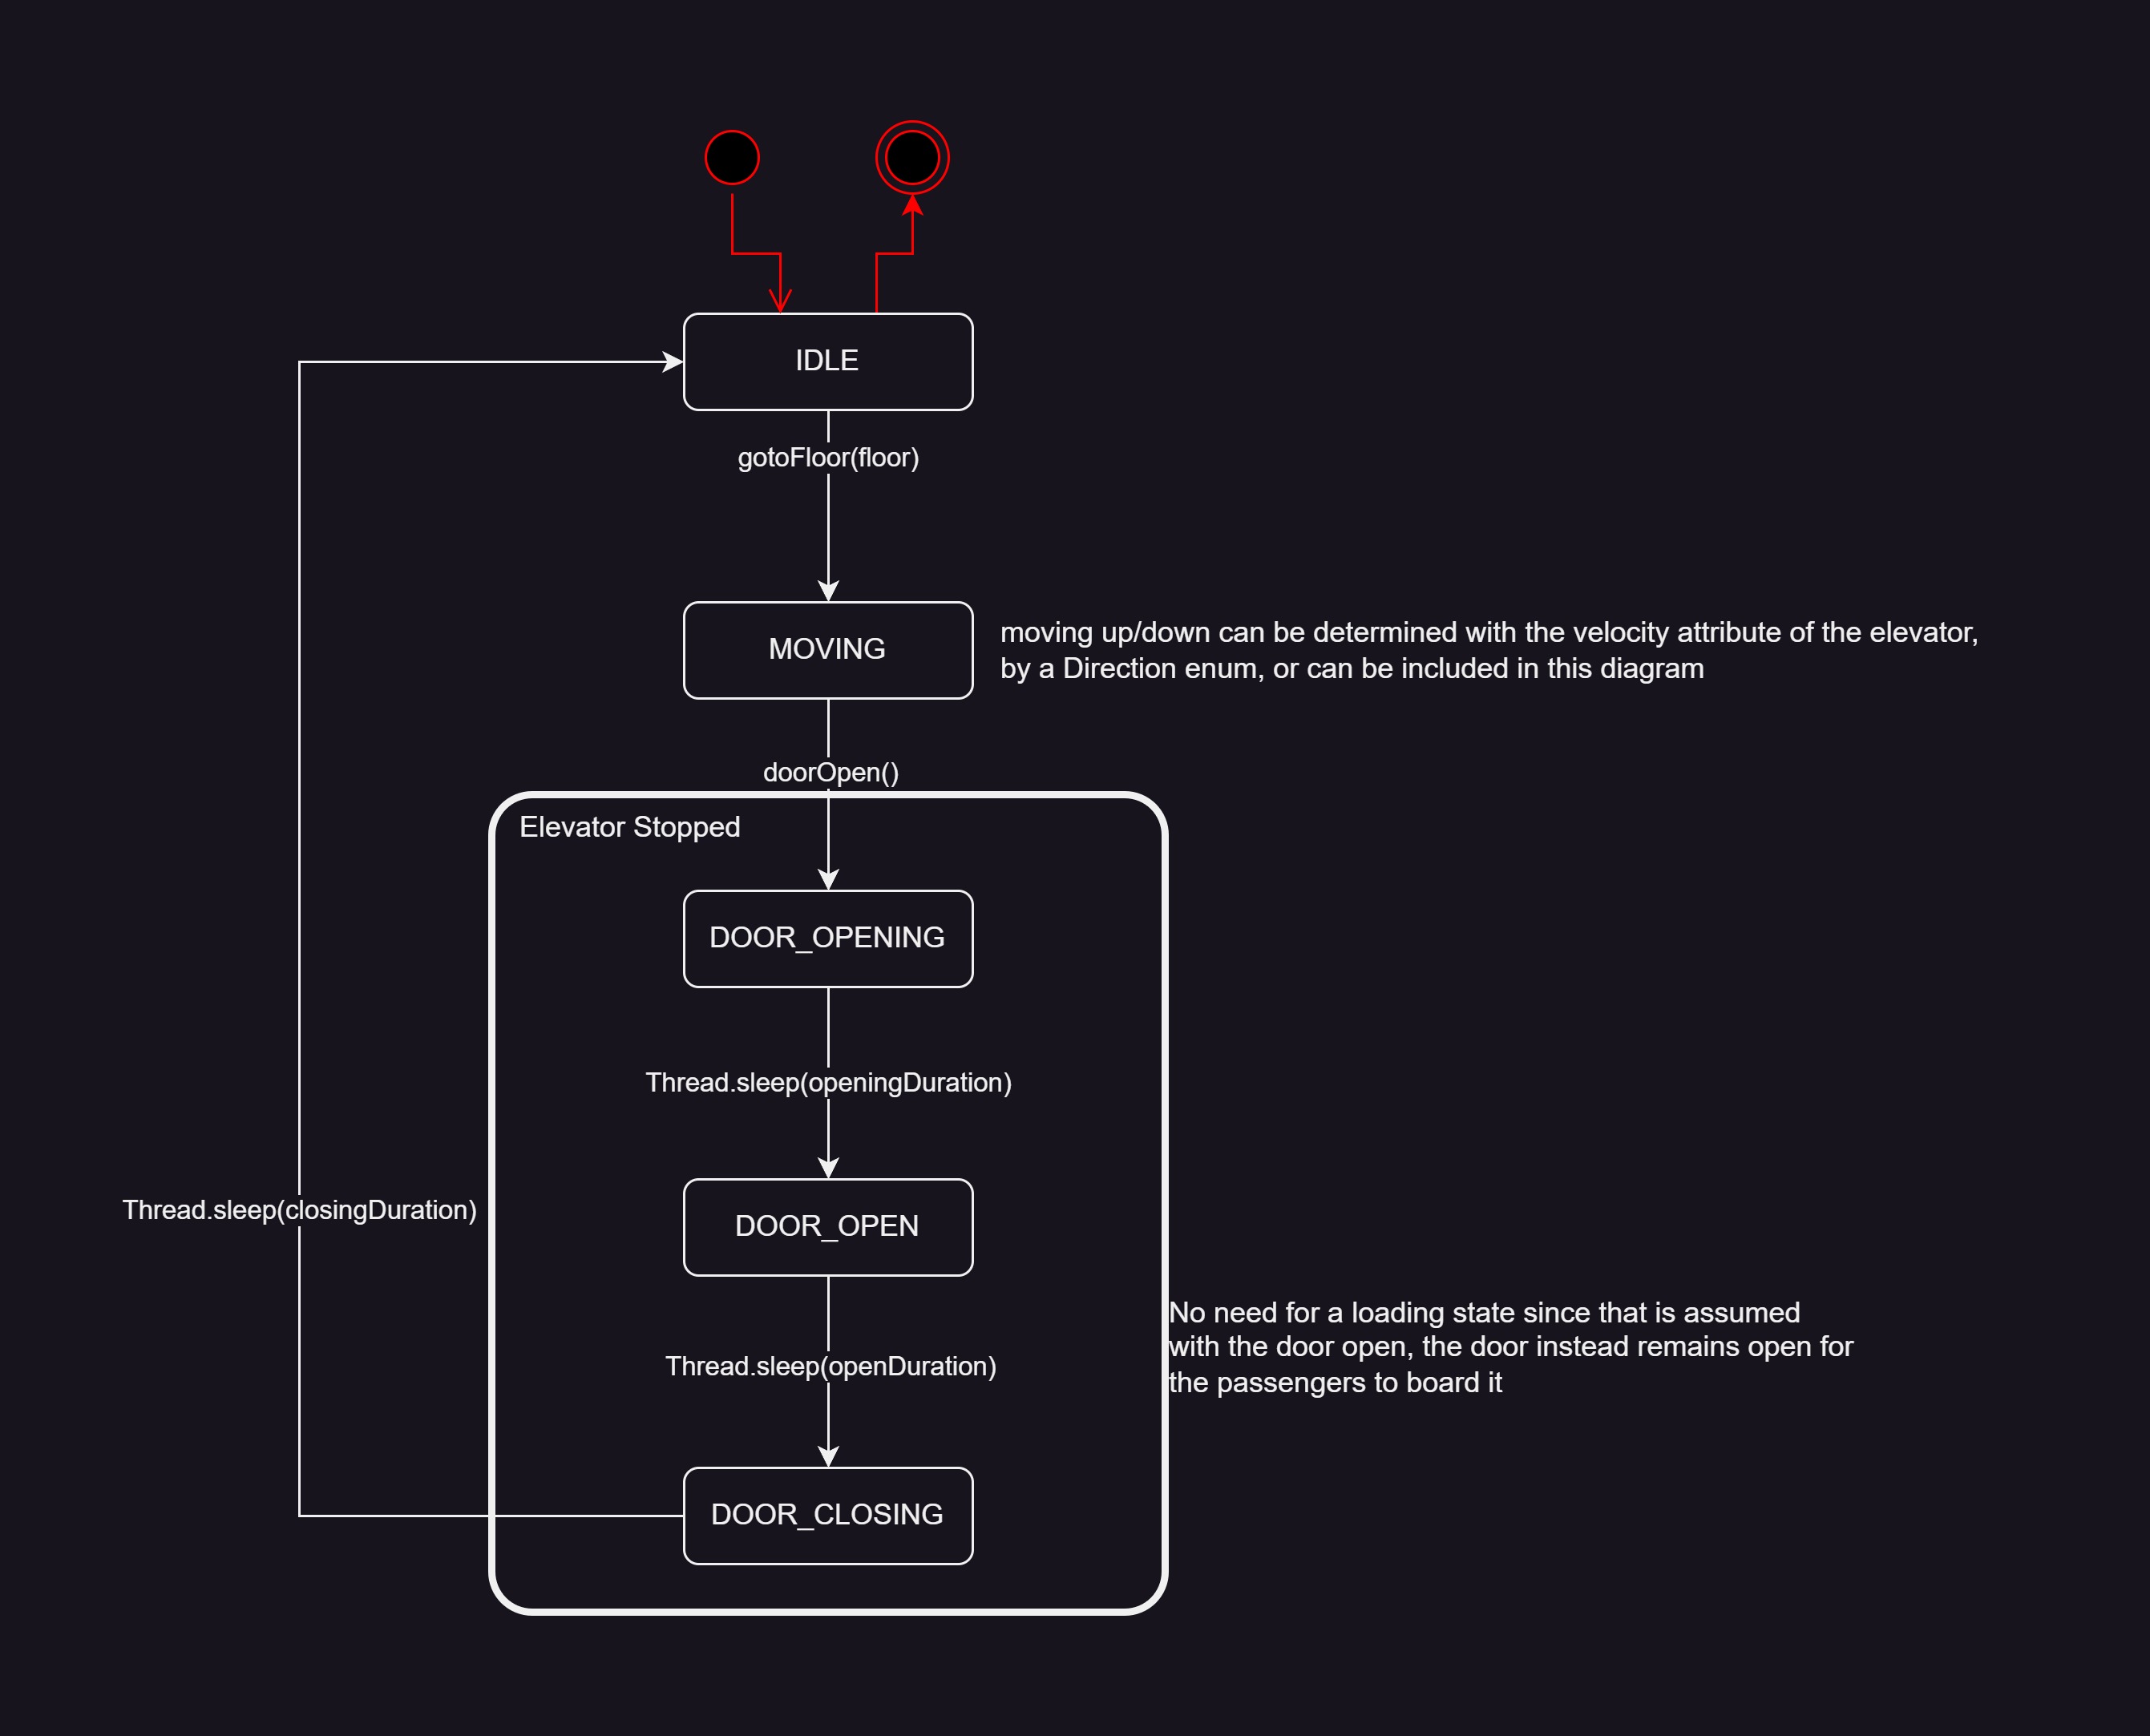 IDLE
gotoFloor(floor)
MOVING
moving up/down can be determined with the velocity attribute of the elevator,
by a Direction enum, or can be included in this diagram
doorOpen()
Elevator Stopped
DOOR_OPENING
Thread.sleep(openingDuration)
Thread.sleep(closingDuration)
DOOR_OPEN
No need for a loading state since that is assumed
with the door open, the door instead remains open for
the passengers to board it
Thread.sleep(openDuration)
DOOR_CLOSING